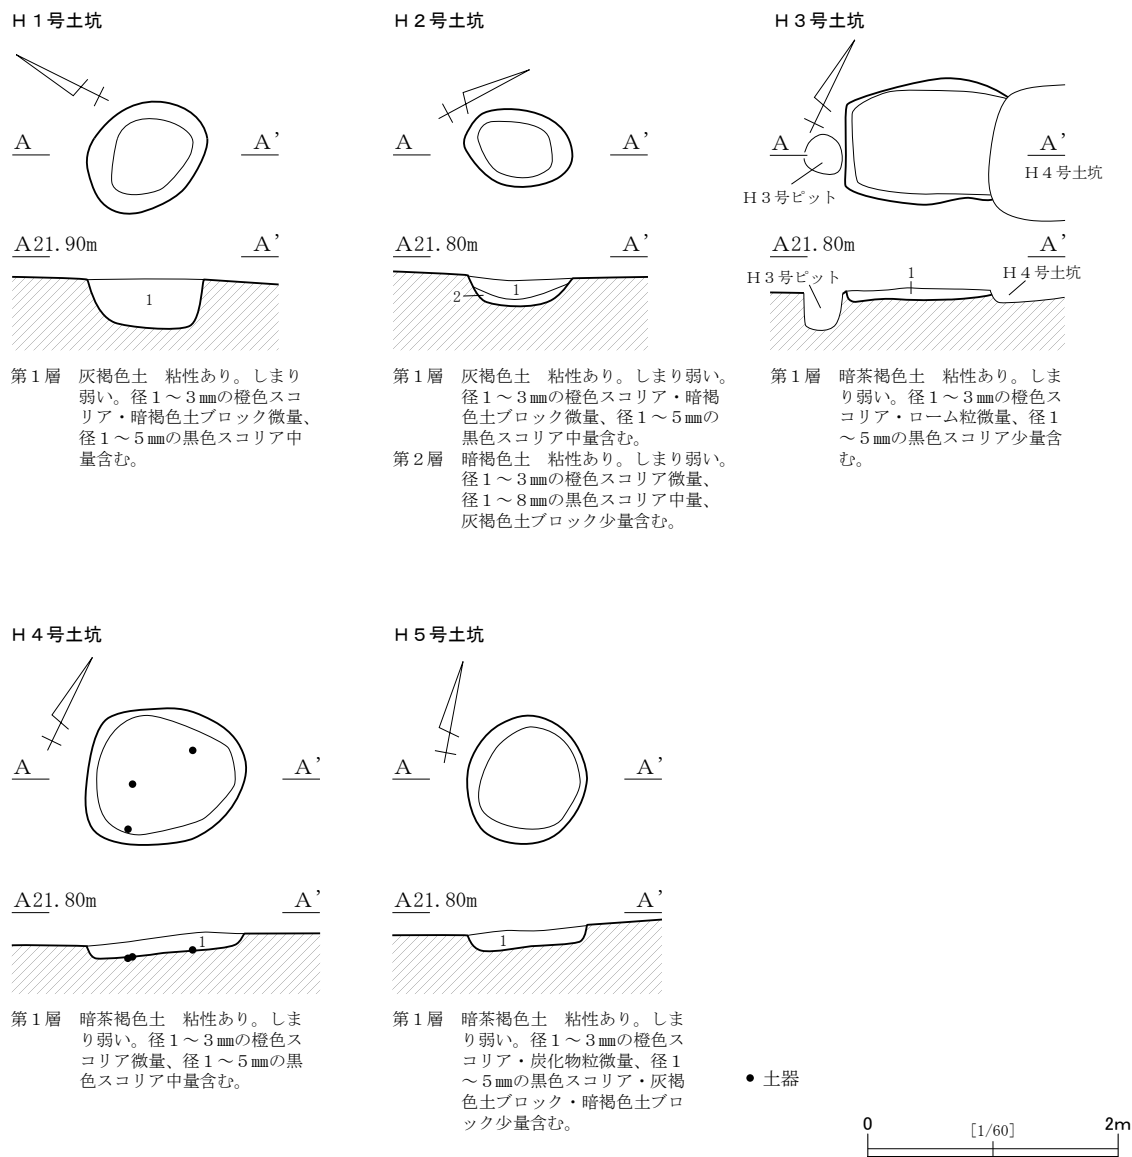 H1号土坑
A A'
A21.90m A'
1
第1層 灰褐色土 粘性あり。しまり
弱い。径1～3㎜の橙色スコ
リア・暗褐色土ブロック微量、
径1～5㎜の黒色スコリア中
量含む。
H2号土坑
A A'
A21.80m A'
1
2
第1層 灰褐色土 粘性あり。しまり弱い。
径1～3㎜の橙色スコリア・暗褐
色土ブロック微量、径1～5㎜の
黒色スコリア中量含む。
第2層 暗褐色土 粘性あり。しまり弱い。
径1～3㎜の橙色スコリア微量、
径1～8㎜の黒色スコリア中量、
灰褐色土ブロック少量含む。
H3号土坑
A A'
H4号土坑
H3号ピット
A21.80m A'
H3号ピット 1 H4号土坑
第1層 暗茶褐色土 粘性あり。しま
り弱い。径1～3㎜の橙色ス
コリア・ローム粒微量、径1
～5㎜の黒色スコリア少量含
む。
H4号土坑
A A'
A21.80m A'
1
第1層 暗茶褐色土 粘性あり。しま
り弱い。径1～3㎜の橙色ス
コリア微量、径1～5㎜の黒
色スコリア中量含む。
H5号土坑
A A'
A21.80m A'
1
第1層 暗茶褐色土 粘性あり。しま
り弱い。径1～3㎜の橙色ス
コリア・炭化物粒微量、径1
～5㎜の黒色スコリア・灰褐
色土ブロック・暗褐色土ブロ
ック少量含む。
● 土器
0 [1/60] 2m